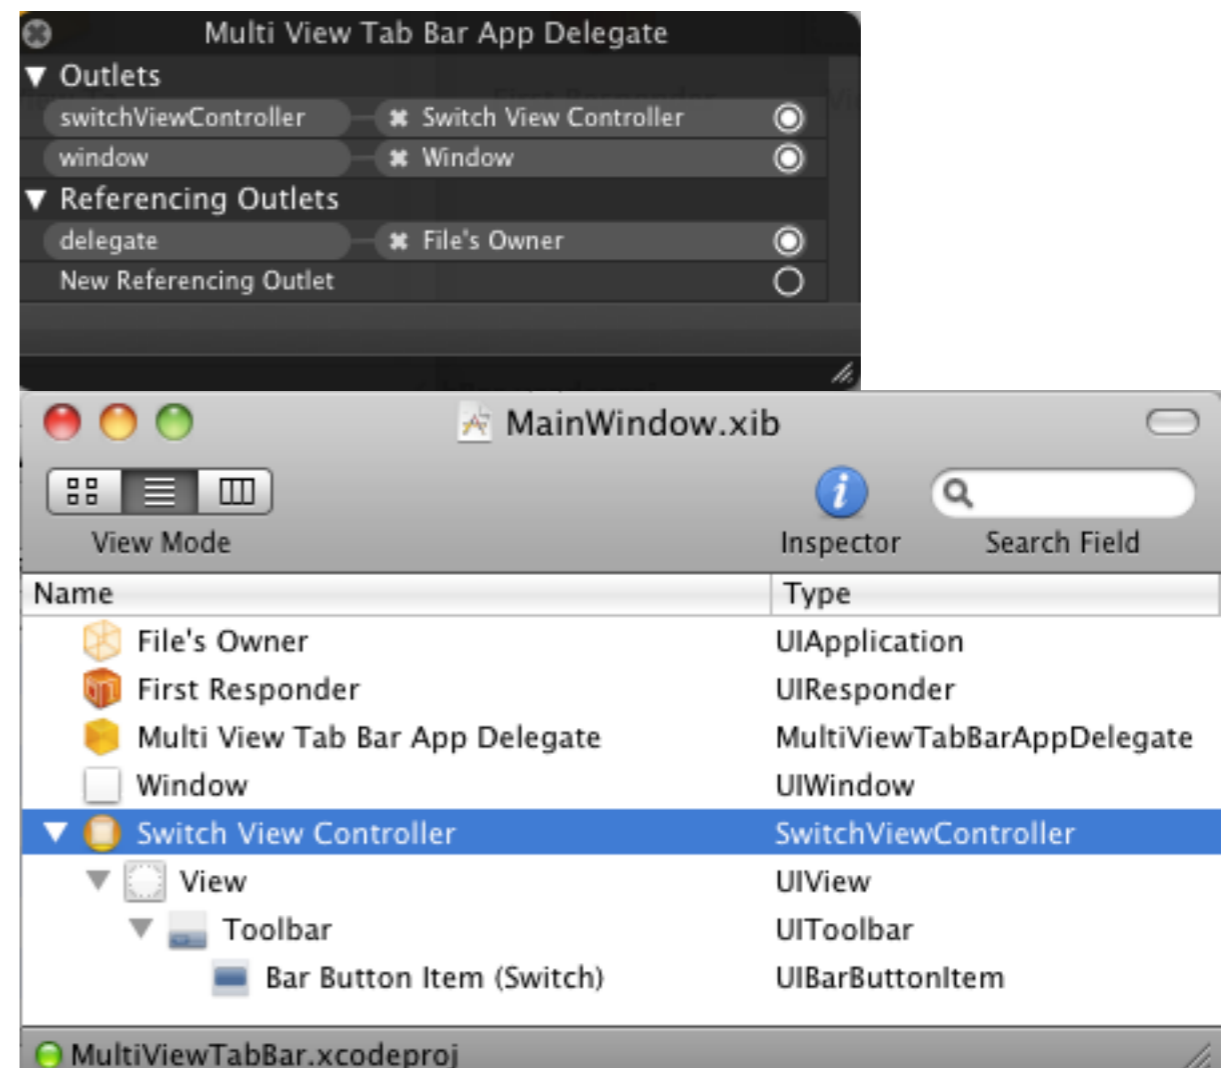 Multi View Tab Bar App Delegate
Outlets
switchViewController ✖ Switch View Controller
window ✖ Window
Referencing Outlets
delegate ✖ File's Owner
New Referencing Outlet
MainWindow.xib
View Mode Inspector Search Field
Name Type
File's Owner UIApplication
First Responder UIResponder
Multi View Tab Bar App Delegate MultiViewTabBarAppDelegate
Window UIWindow
Switch View Controller SwitchViewController
View UIView
Toolbar UIToolbar
Bar Button Item (Switch) UIBarButtonItem
MultiViewTabBar.xcodeproj